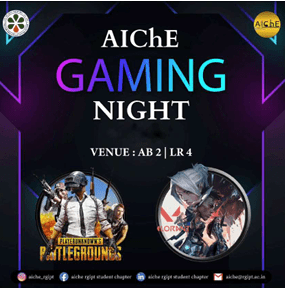 AIChE
AIChE
GAMING
NIGHT
VENUE : AB 2 | LR 4
PLAYERUNKNOWN'S
BATTLEGROUNDS
aiche_rgipt
aiche rgipt student chapter
aiche rgipt student chapter
aiche@rgipt.ac.in